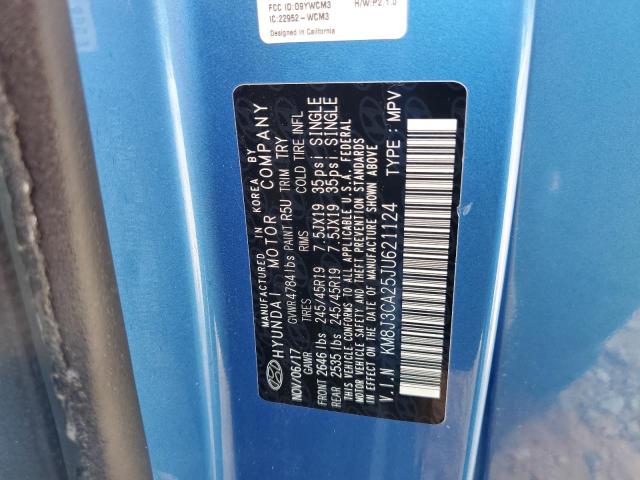 FCC ID:O9YWCM3
H/W:P2.1.0
IC:22952-WCM3
Designed in California
MANUFACTURED IN KOREA BY
HYUNDAI MOTOR COMPANY
NOV/06/17 GVWR 4784 lbs PAINT R5U TRIM TRY
GAWR TIRES RIMS COLD TIRE INFL
FRONT 2646 lbs 245/45R19 7.5JX19 35psi SINGLE
REAR 2535 lbs 245/45R19 7.5JX19 35psi SINGLE
THIS VEHICLE CONFORMS TO ALL APPLICABLE U.S.A. FEDERAL
MOTOR VEHICLE SAFETY AND THEFT PREVENTION STANDARDS
IN EFFECT ON THE DATE OF MANUFACTURE SHOWN ABOVE.
V.I.N KM8J3CA25JU621124 TYPE : MPV